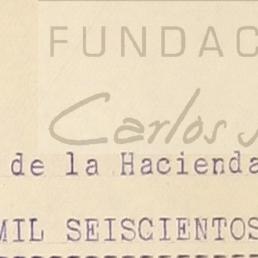 FUNDAC
Carlos
de la Hacienda
MIL SEISCIENTOS